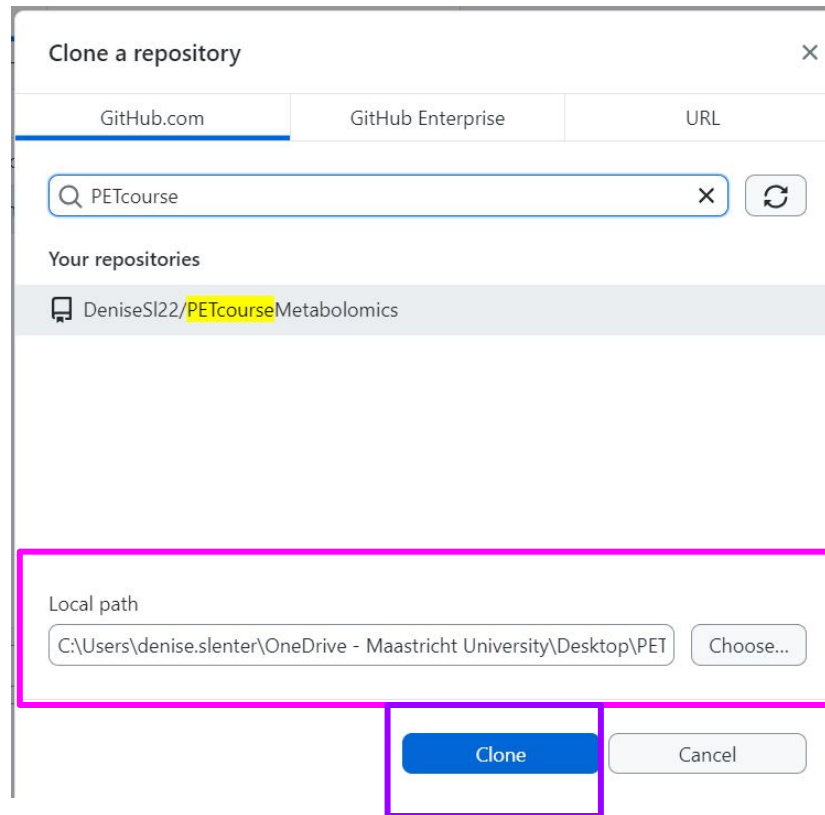 Clone a repository
GitHub.com GitHub Enterprise URL
PETcourse
Your repositories
DeniseSl22/PETcourseMetabolomics
Local path
C:\Users\denise.slenter\OneDrive - Maastricht University\Desktop\PET Choose...
Clone Cancel